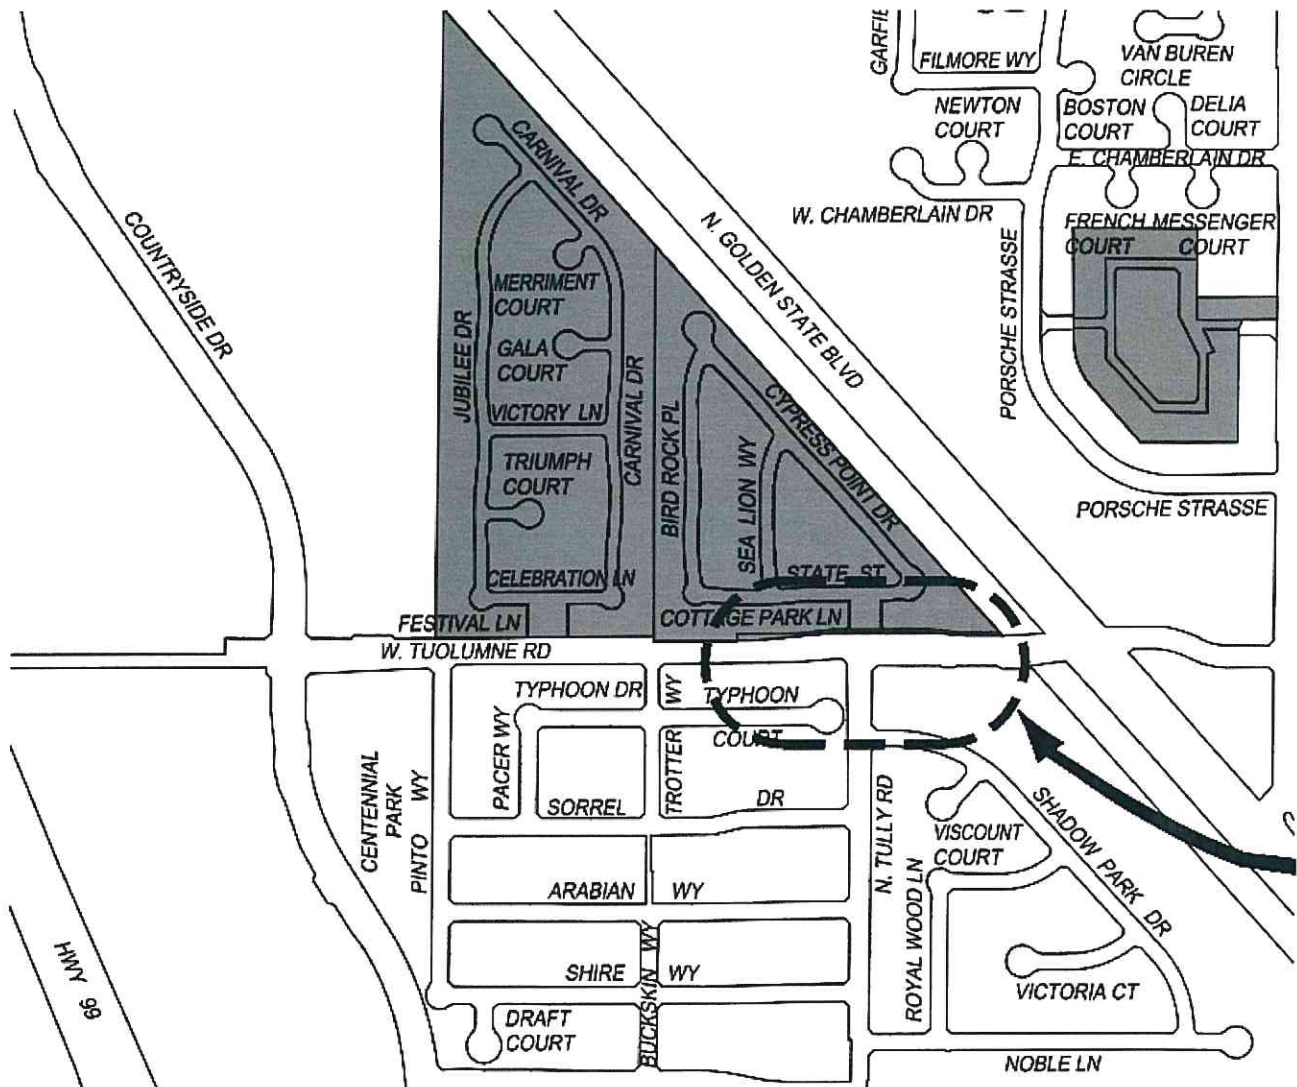 GARFIE
FILMORE WY
VAN BUREN
CIRCLE
NEWTON
COURT
BOSTON
COURT
DELIA
COURT
E. CHAMBERLAIN DR
W. CHAMBERLAIN DR
FRENCH
COURT
MESSENGER
COURT
CARNIVAL DR
N. GOLDEN STATE BLVD
COUNTRYSIDE DR
PORSCHE STRASSE
MERRIMENT
COURT
GALA
COURT
JUBILEE DR
VICTORY LN
CARNIVAL DR
BIRD ROCK PL
CYPRESS POINT DR
SEA LION WY
TRIUMPH
COURT
PORSCHE STRASSE
CELEBRATION LN
STATE ST
FESTIVAL LN
COTTAGE PARK LN
W. TUOLUMNE RD
TYPHOON DR
TYPHOON
COURT
PACER WY
TROTTER WY
CENTENNIAL
PARK
PINTO WY
SORREL DR
N. TULLY RD
SHADOW PARK DR
VISCOUNT
COURT
ROYAL WOOD LN
ARABIAN WY
SHIRE WY
BUCKSKIN WY
HWY 99
VICTORIA CT
DRAFT
COURT
NOBLE LN